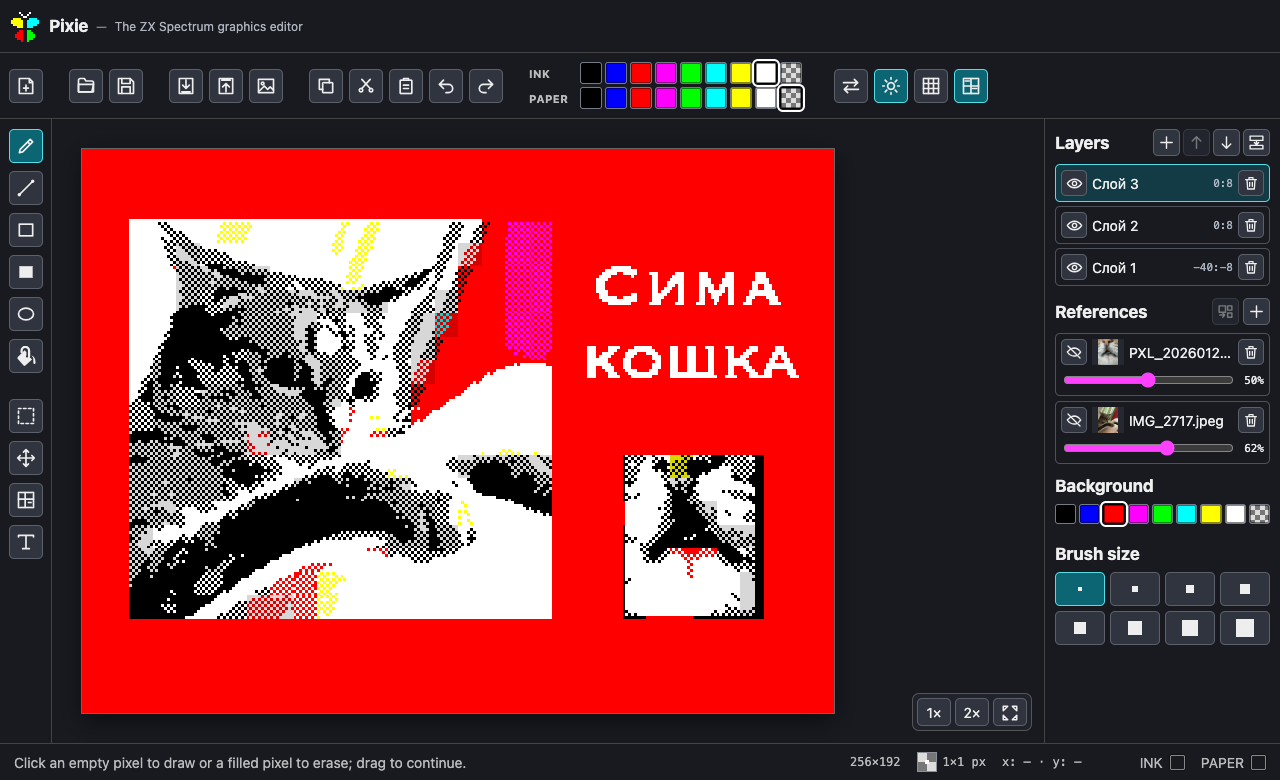 Pixie — The ZX Spectrum graphics editor
INK
PAPER
Layers
Слой 3 0:8
Слой 2 0:8
Слой 1 −40:−8
References
PXL_2026012...
50%
IMG_2717.jpeg
62%
Background
Brush size
Сима
кошка
1×
2×
Click an empty pixel to draw or a filled pixel to erase; drag to continue.
256×192 1×1 px x: — · y: — INK PAPER